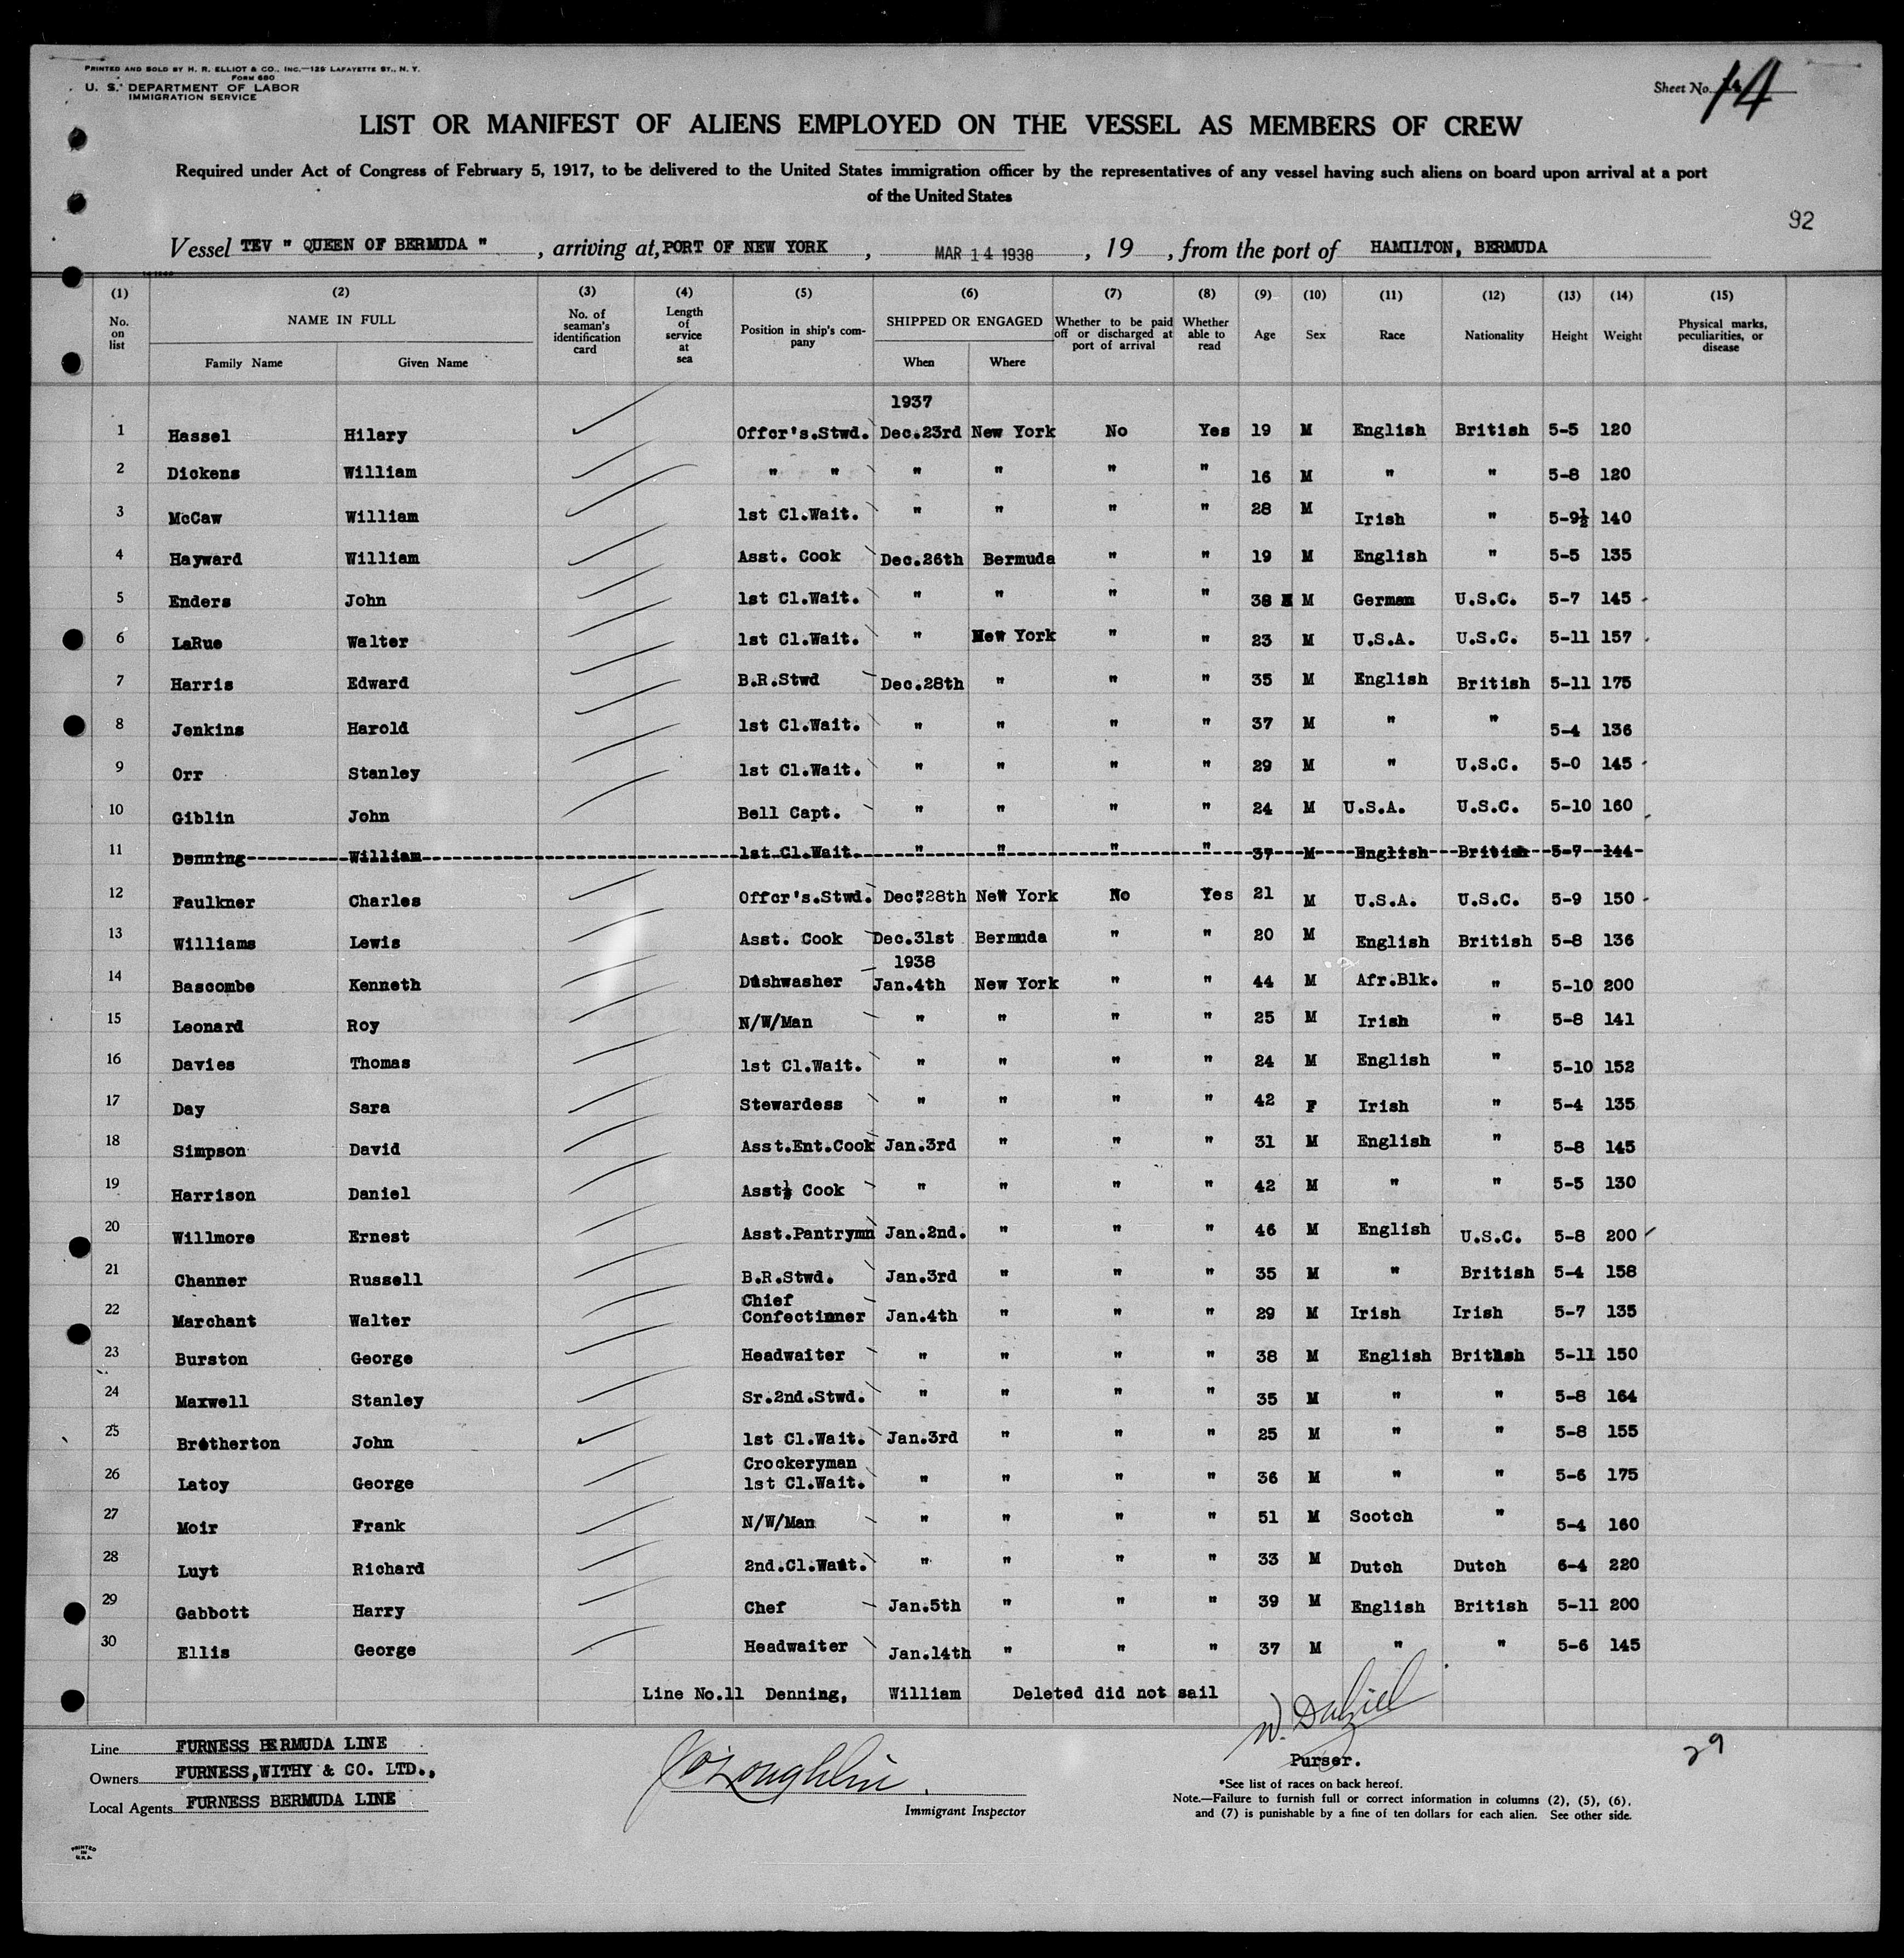 PRINTED AND SOLD BY H. R. ELLIOT & CO., INC.—125 LAFAYETTE ST., N. Y.
FORM 680
U. S. DEPARTMENT OF LABOR
IMMIGRATION SERVICE
Sheet No. 14
LIST OR MANIFEST OF ALIENS EMPLOYED ON THE VESSEL AS MEMBERS OF CREW
Required under Act of Congress of February 5, 1917, to be delivered to the United States immigration officer by the representatives of any vessel having such aliens on board upon arrival at a port
of the United States
92
Vessel TEV " QUEEN OF BERMUDA ", arriving at, PORT OF NEW YORK, MAR 14 1938, 19 , from the port of HAMILTON, BERMUDA
(1) (2) (3) (4) (5) (6) (7) (8) (9) (10) (11) (12) (13) (14) (15)
No. on list NAME IN FULL Family Name Given Name No. of seaman's identification card Length of service at sea Position in ship's company SHIPPED OR ENGAGED When Where Whether to be paid off or discharged at port of arrival Whether able to read Age Sex Race Nationality Height Weight Physical marks, peculiarities, or disease
1937
1 Hassel Hilary Offcr's.Stwd. Dec.23rd New York No Yes 19 M English British 5-5 120
2 Dickens William " " " " " " 16 M " " 5-8 120
3 McCaw William 1st Cl.Wait. " " " " 28 M Irish " 5-9½ 140
4 Hayward William Asst. Cook Dec.26th Bermuda " " 19 M English " 5-5 135
5 Enders John 1st Cl.Wait. " " " " 38 M German U.S.C. 5-7 145
6 LaRue Walter 1st Cl.Wait. " New York " " 23 M U.S.A. U.S.C. 5-11 157
7 Harris Edward B.R.Stwd Dec.28th " " " 35 M English British 5-11 175
8 Jenkins Harold 1st Cl.Wait. " " " " 37 M " " 5-4 136
9 Orr Stanley 1st Cl.Wait. " " " " 29 M " U.S.C. 5-0 145
10 Giblin John Bell Capt. " " " " 24 M U.S.A. U.S.C. 5-10 160
11 Denning William 1st Cl.Wait. " " " " 37 M English British 5-7 144
12 Faulkner Charles Offcr's.Stwd. Dec."28th New York No Yes 21 M U.S.A. U.S.C. 5-9 150
13 Williams Lewis Asst. Cook Dec.31st Bermuda " " 20 M English British 5-8 136
1938
14 Bascombe Kenneth Dishwasher Jan.4th New York " " 44 M Afr.Blk. " 5-10 200
15 Leonard Roy N/W/Man " " " " 25 M Irish " 5-8 141
16 Davies Thomas 1st Cl.Wait. " " " " 24 M English " 5-10 152
17 Day Sara Stewardess " " " " 42 F Irish " 5-4 135
18 Simpson David Asst.Ent.Cook Jan.3rd " " " 31 M English " 5-8 145
19 Harrison Daniel Asst. Cook " " " " 42 M " " 5-5 130
20 Willmore Ernest Asst.Pantrymn Jan.2nd. " " " 46 M English U.S.C. 5-8 200
21 Channer Russell B.R.Stwd. Jan.3rd " " " 35 M " British 5-4 158
22 Marchant Walter Chief Confectinner Jan.4th " " " 29 M Irish Irish 5-7 135
23 Burston George Headwaiter " " " " 38 M English British 5-11 150
24 Maxwell Stanley Sr.2nd.Stwd. " " " " 35 M " " 5-8 164
25 Brotherton John 1st Cl.Wait. Jan.3rd " " " 25 M " " 5-8 155
26 Latoy George Crockeryman 1st Cl.Wait. " " " " 36 M " " 5-6 175
27 Moir Frank N/W/Man " " " " 51 M Scotch " 5-4 160
28 Luyt Richard 2nd.Cl.Wait. " " " " 33 M Dutch Dutch 6-4 220
29 Gabbott Harry Chef Jan.5th " " " 39 M English British 5-11 200
30 Ellis George Headwaiter Jan.14th " " " 37 M " " 5-6 145
Line No.11 Denning, William Deleted did not sail
W. Dalziel
Purser.
29
Line FURNESS BERMUDA LINE
Owners FURNESS,WITHY & CO. LTD.,
Local Agents FURNESS BERMUDA LINE
J O'Loughlin
Immigrant Inspector
*See list of races on back hereof.
Note.—Failure to furnish full or correct information in columns (2), (5), (6),
and (7) is punishable by a fine of ten dollars for each alien. See other side.
PRINTED
IN
U.S.A.